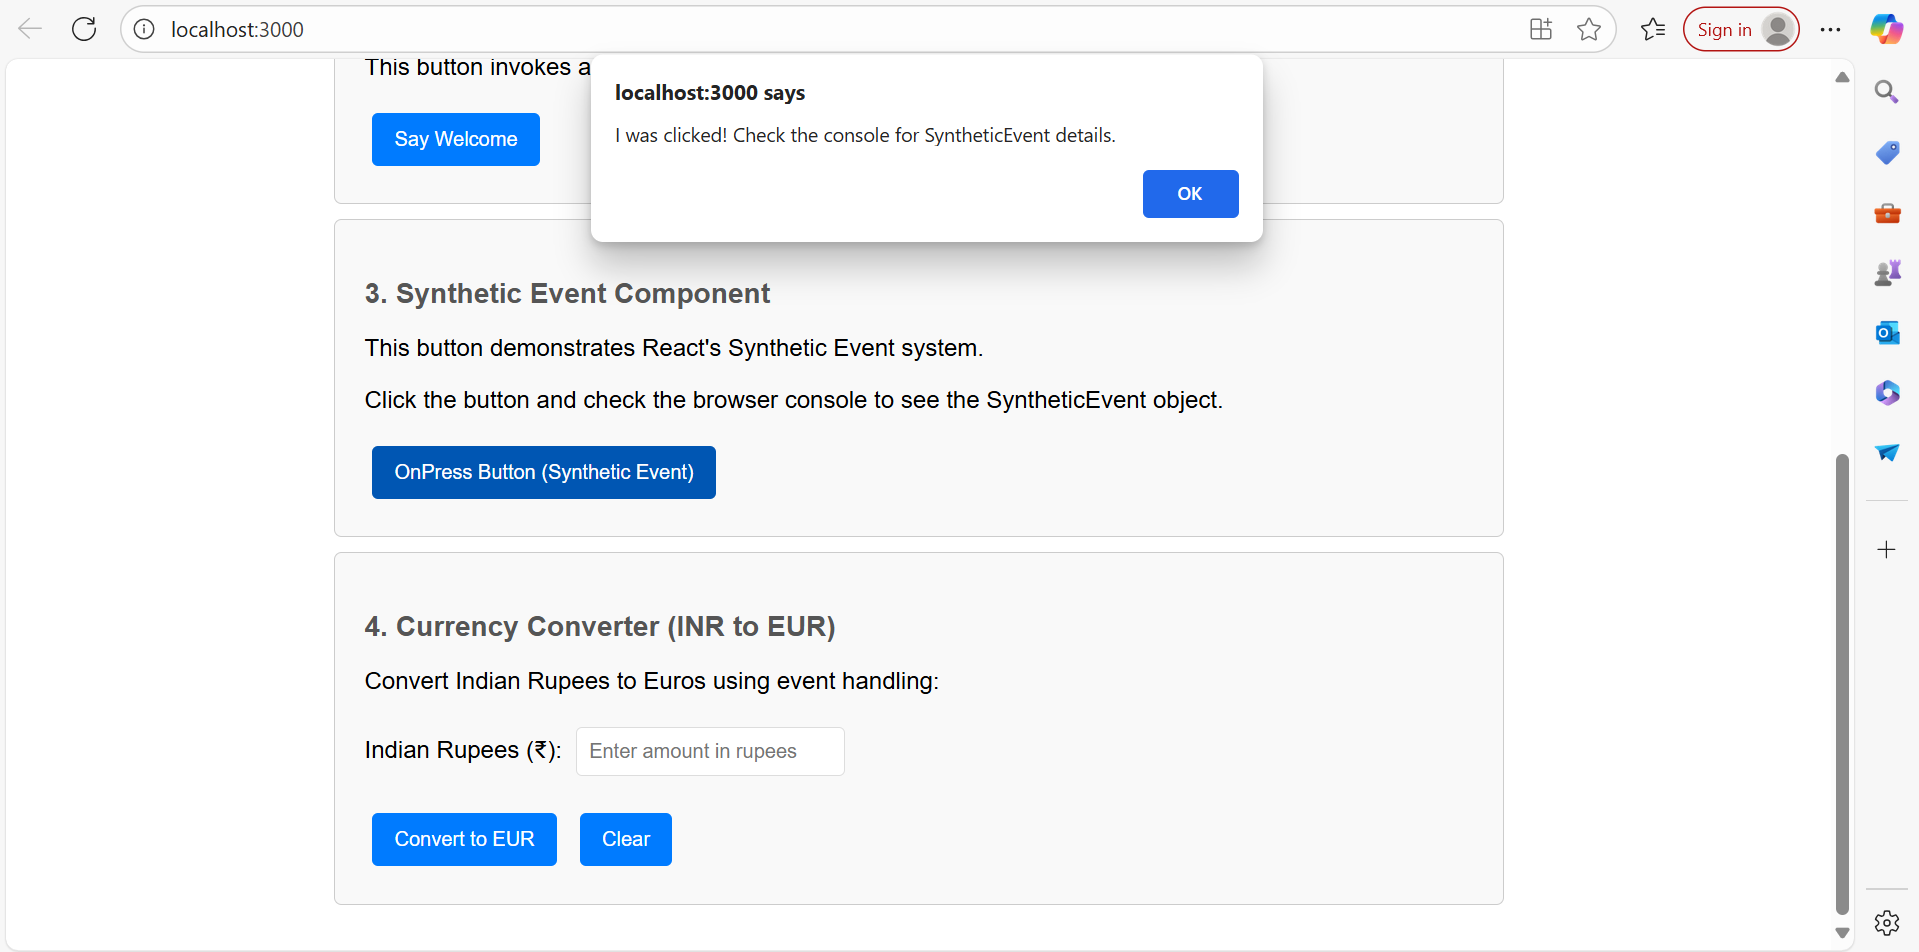 localhost:3000
Sign in
This button invokes a
localhost:3000 says
I was clicked! Check the console for SyntheticEvent details.
OK
Say Welcome
3. Synthetic Event Component
This button demonstrates React's Synthetic Event system.
Click the button and check the browser console to see the SyntheticEvent object.
OnPress Button (Synthetic Event)
4. Currency Converter (INR to EUR)
Convert Indian Rupees to Euros using event handling:
Indian Rupees (₹): Enter amount in rupees
Convert to EUR Clear